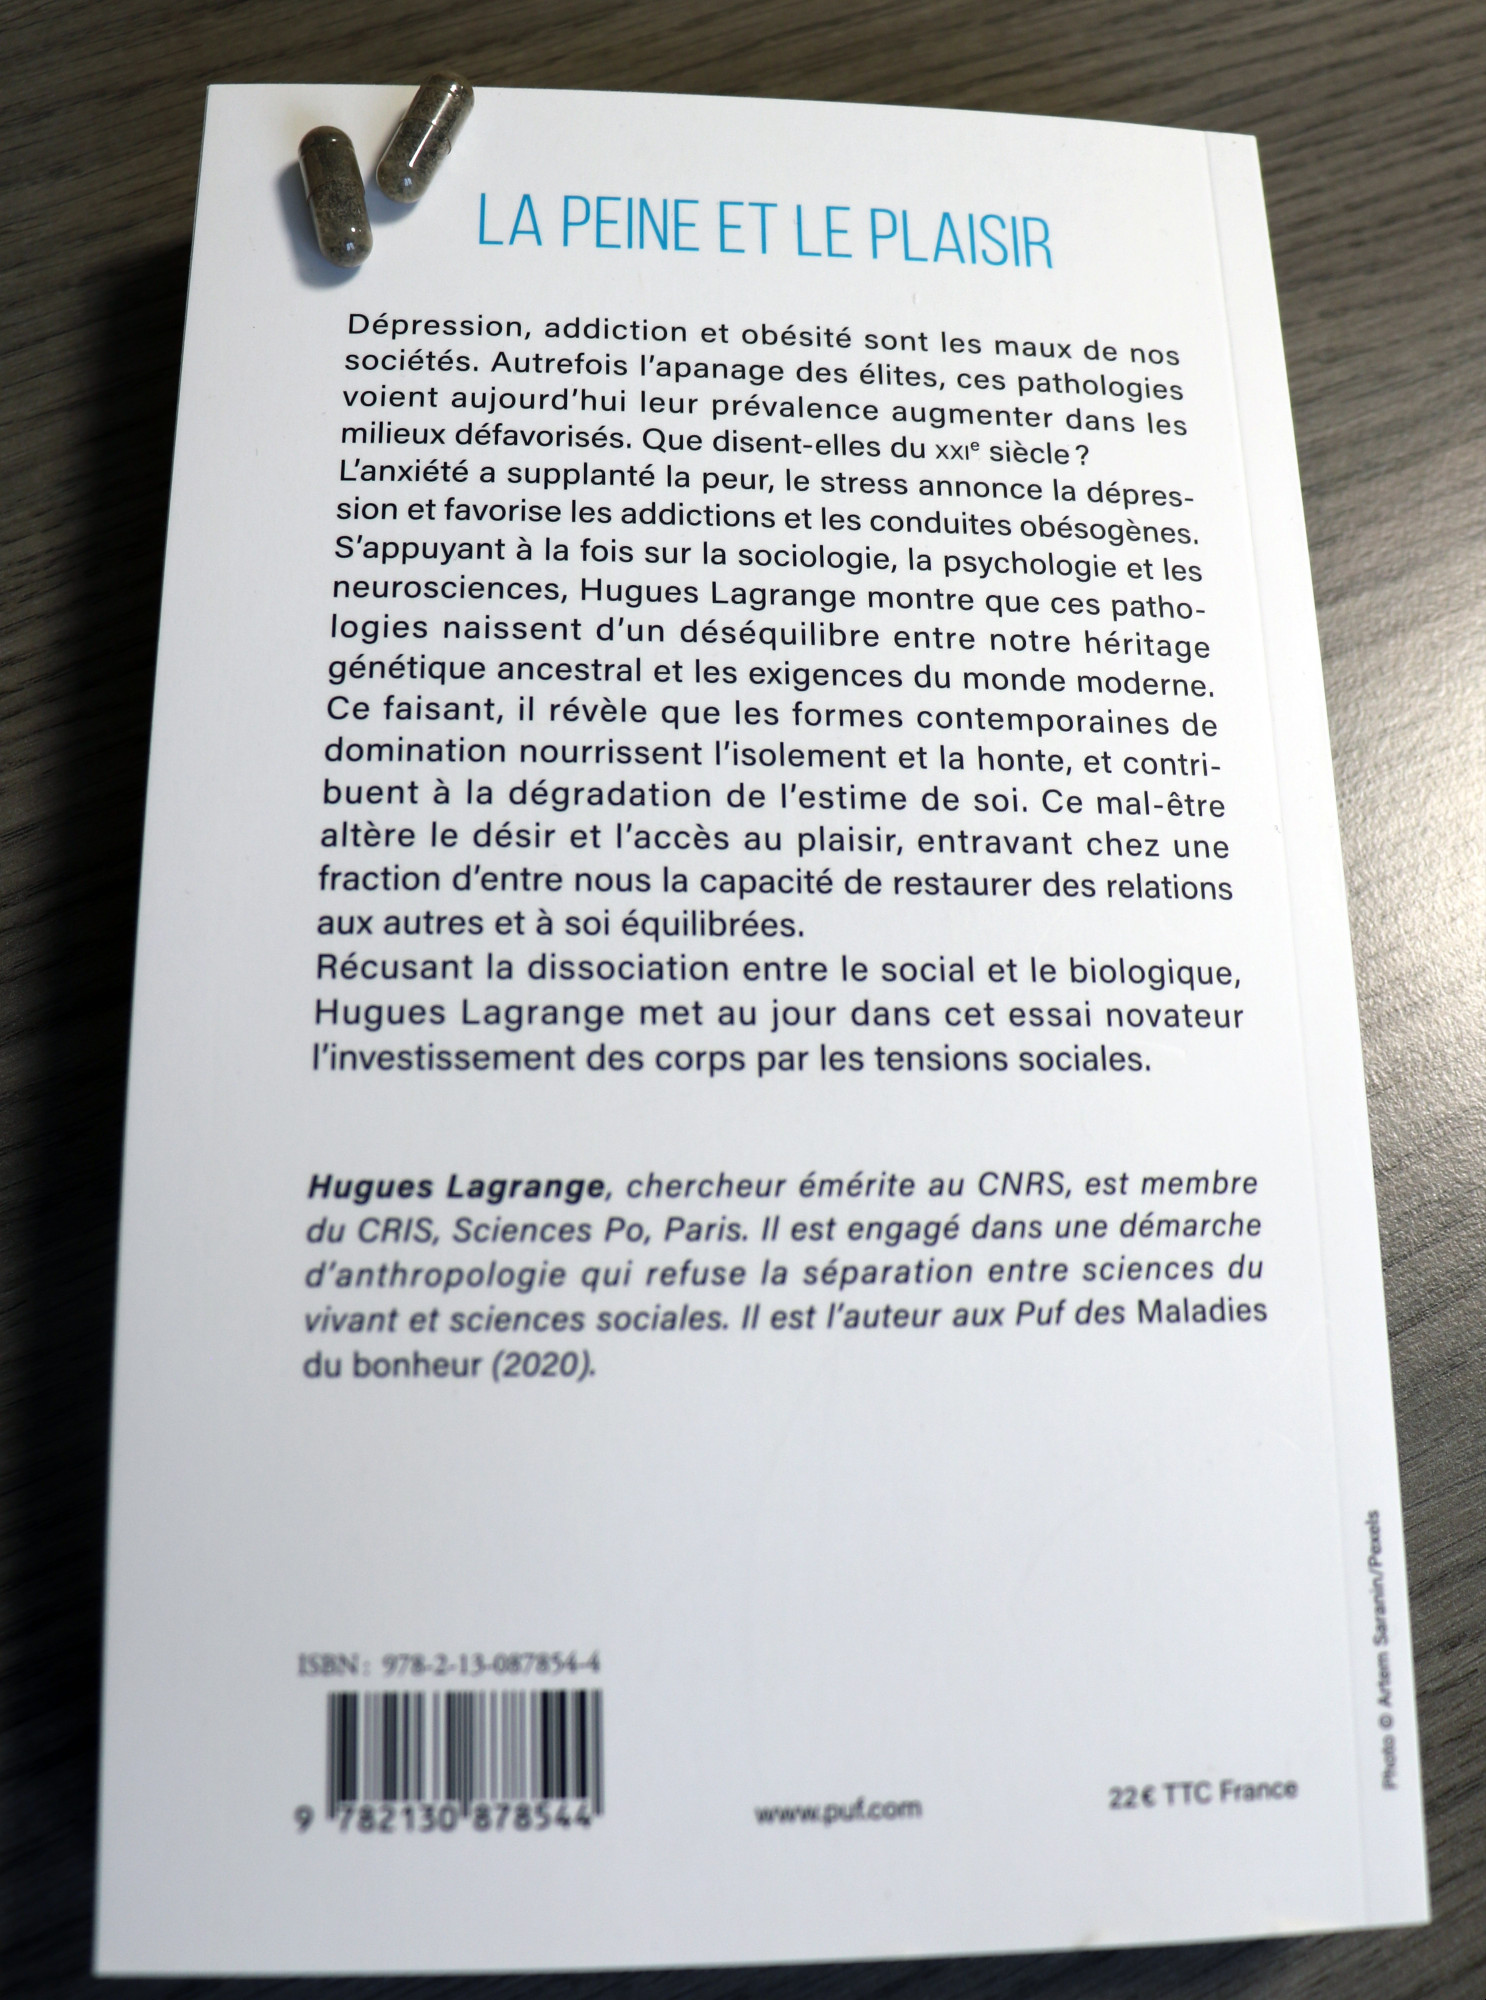 LA PEINE ET LE PLAISIR
Dépression, addiction et obésité sont les maux de nos
sociétés. Autrefois l’apanage des élites, ces pathologies
voient aujourd’hui leur prévalence augmenter dans les
milieux défavorisés. Que disent-elles du XXIe siècle ?
L’anxiété a supplanté la peur, le stress annonce la dépres-
sion et favorise les addictions et les conduites obésogènes.
S’appuyant à la fois sur la sociologie, la psychologie et les
neurosciences, Hugues Lagrange montre que ces patho-
logies naissent d’un déséquilibre entre notre héritage
génétique ancestral et les exigences du monde moderne.
Ce faisant, il révèle que les formes contemporaines de
domination nourrissent l’isolement et la honte, et contri-
buent à la dégradation de l’estime de soi. Ce mal-être
altère le désir et l’accès au plaisir, entravant chez une
fraction d’entre nous la capacité de restaurer des relations
aux autres et à soi équilibrées.
Récusant la dissociation entre le social et le biologique,
Hugues Lagrange met au jour dans cet essai novateur
l’investissement des corps par les tensions sociales.
Hugues Lagrange, chercheur émérite au CNRS, est membre
du CRIS, Sciences Po, Paris. Il est engagé dans une démarche
d’anthropologie qui refuse la séparation entre sciences du
vivant et sciences sociales. Il est l’auteur aux Puf des Maladies
du bonheur (2020).
ISBN : 978-2-13-087854-4
9 782130 878544
www.puf.com
22 € TTC France
Photo © Artem Saranin/Pexels